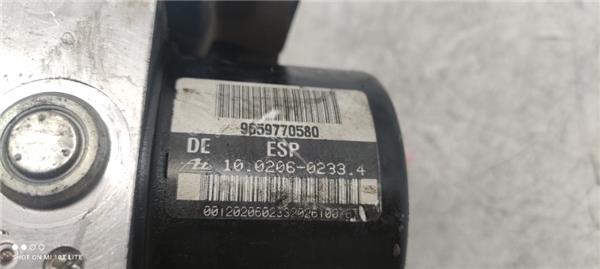 9659770580
DE ESP
10.0206-0233.4
SHOT ON MI 10T LITE